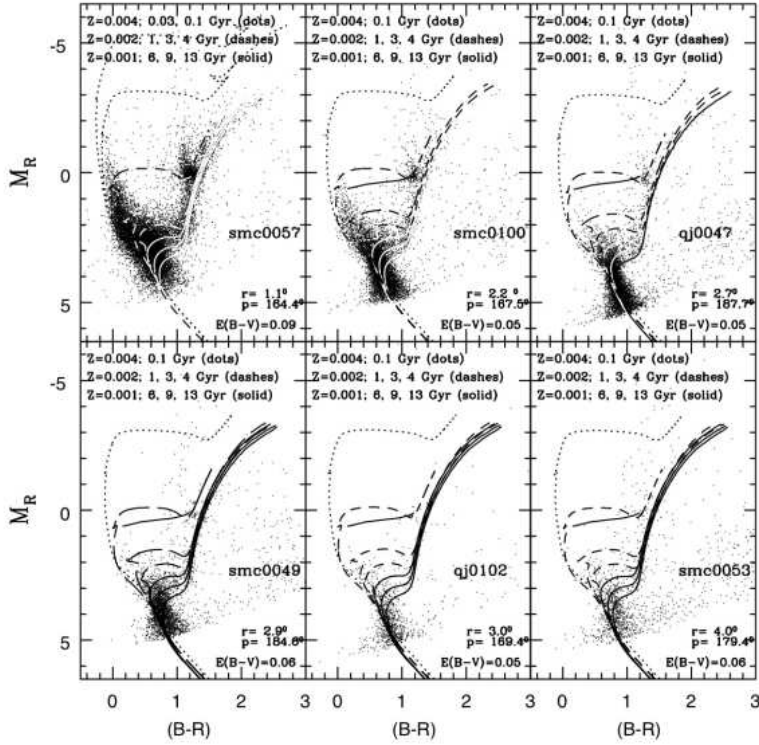 Z=0.004; 0.03, 0.1 Gyr (dots)
Z=0.002; 1, 3, 4 Gyr (dashes)
Z=0.001; 6, 9, 13 Gyr (solid)
smc0057
r= 1.1°
p= 164.4°
E(B-V)=0.09
Z=0.004; 0.1 Gyr (dots)
Z=0.002; 1, 3, 4 Gyr (dashes)
Z=0.001; 6, 9, 13 Gyr (solid)
smc0100
r= 2.2°
p= 167.5°
E(B-V)=0.05
Z=0.004; 0.1 Gyr (dots)
Z=0.002; 1, 3, 4 Gyr (dashes)
Z=0.001; 6, 9, 13 Gyr (solid)
qj0047
r= 2.7°
p= 187.7°
E(B-V)=0.05
-5
0
5
M_R
Z=0.004; 0.1 Gyr (dots)
Z=0.002; 1, 3, 4 Gyr (dashes)
Z=0.001; 6, 9, 13 Gyr (solid)
smc0049
r= 2.9°
p= 184.6°
E(B-V)=0.06
Z=0.004; 0.1 Gyr (dots)
Z=0.002; 1, 3, 4 Gyr (dashes)
Z=0.001; 6, 9, 13 Gyr (solid)
qj0102
r= 3.0°
p= 169.4°
E(B-V)=0.05
Z=0.004; 0.1 Gyr (dots)
Z=0.002; 1, 3, 4 Gyr (dashes)
Z=0.001; 6, 9, 13 Gyr (solid)
smc0053
r= 4.0°
p= 179.4°
E(B-V)=0.06
-5
0
5
M_R
0 1 2 0 1 2 0 1 2 3
(B-R) (B-R) (B-R)